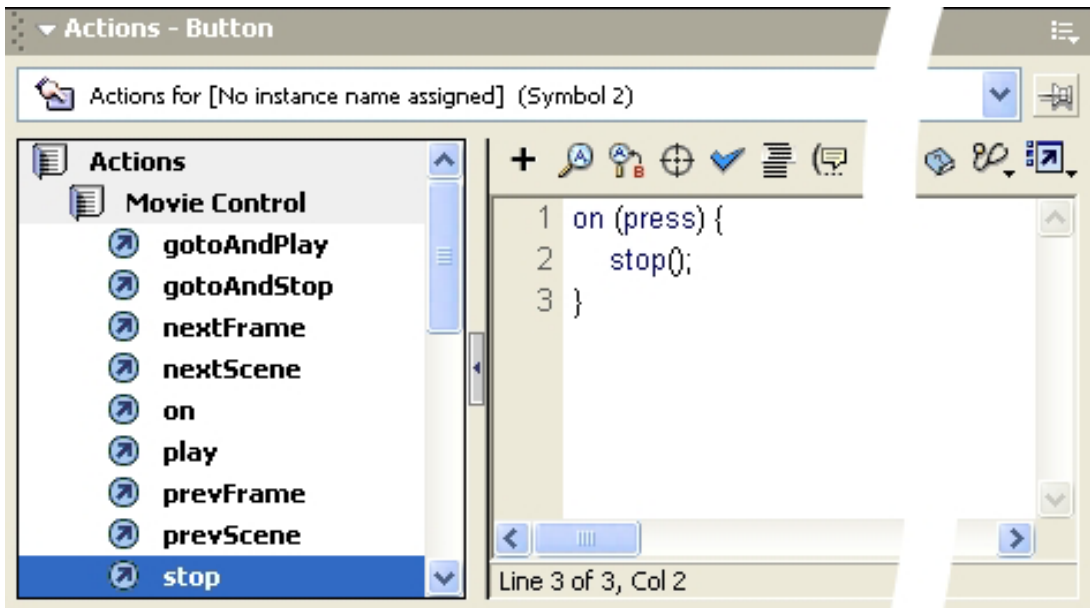 Actions - Button
Actions for [No instance name assigned] (Symbol 2)
Actions
Movie Control
gotoAndPlay
gotoAndStop
nextFrame
nextScene
on
play
prevFrame
prevScene
stop
1 on (press) {
2 stop();
3 }
Line 3 of 3, Col 2